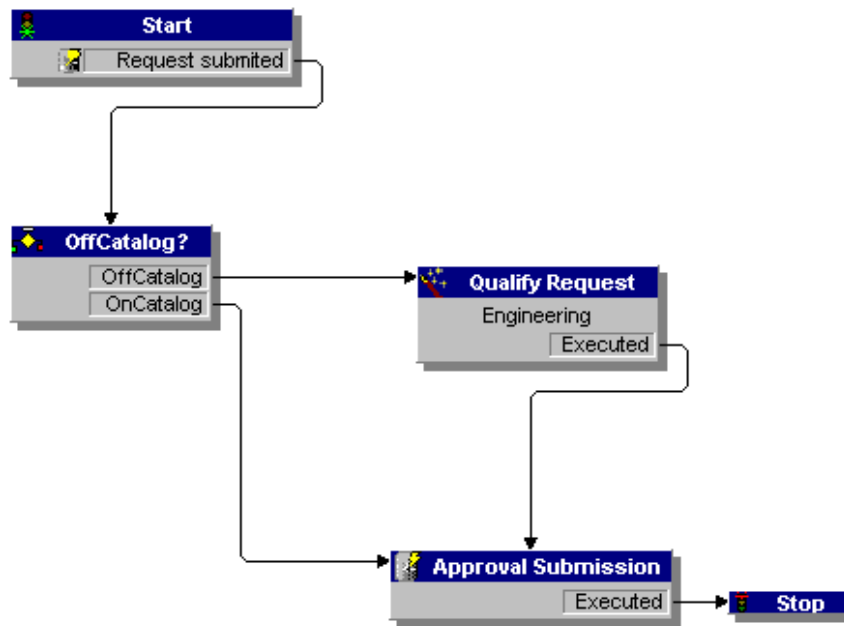 Start
Request submited
OffCatalog?
OffCatalog
OnCatalog
Qualify Request
Engineering
Executed
Approval Submission
Executed
Stop